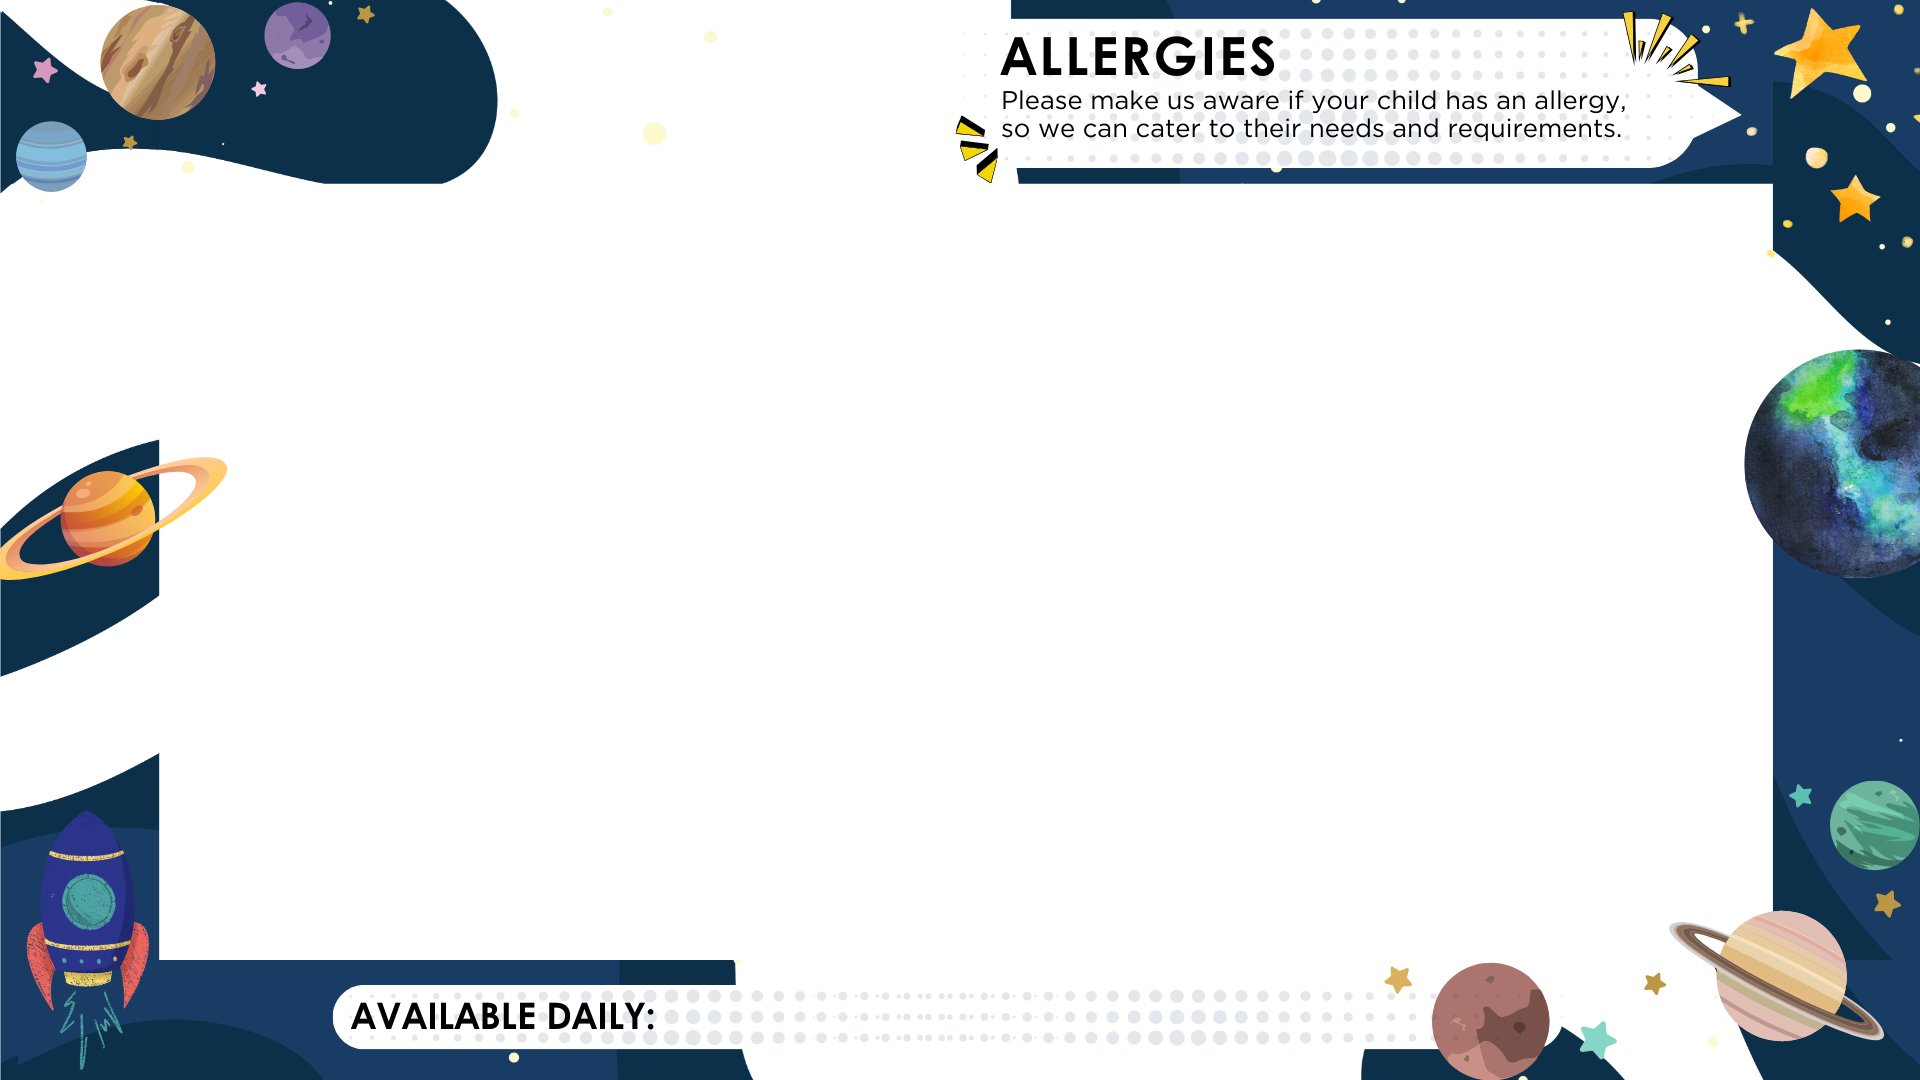 ALLERGIES
Please make us aware if your child has an allergy,
so we can cater to their needs and requirements.
AVAILABLE DAILY: